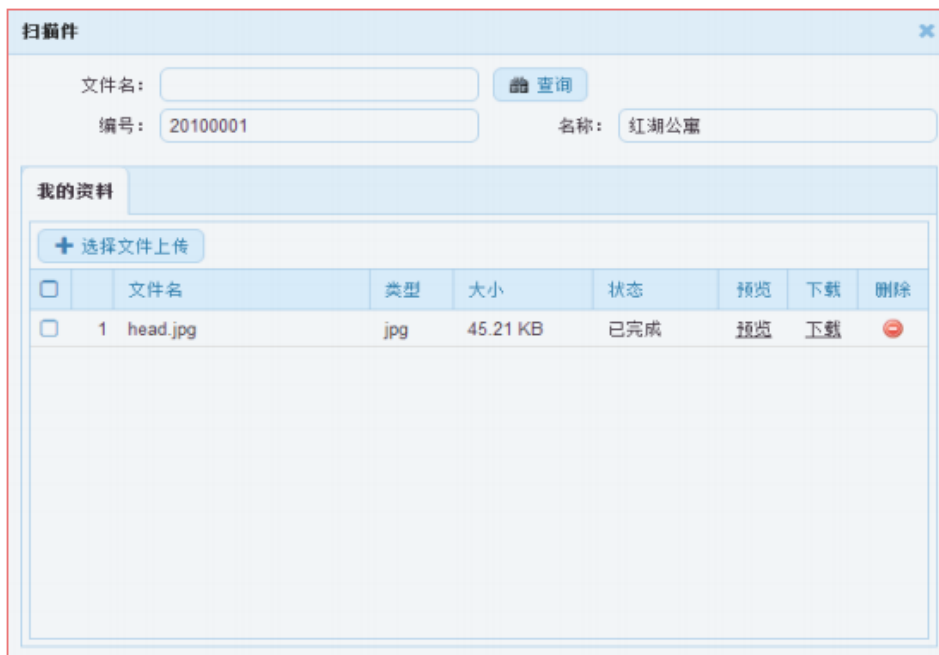 扫描件
文件名： 查询
编号： 20100001 名称： 红湖公寓
我的资料
选择文件上传
文件名 类型 大小 状态 预览 下载 删除
1 head.jpg jpg 45.21 KB 已完成 预览 下载